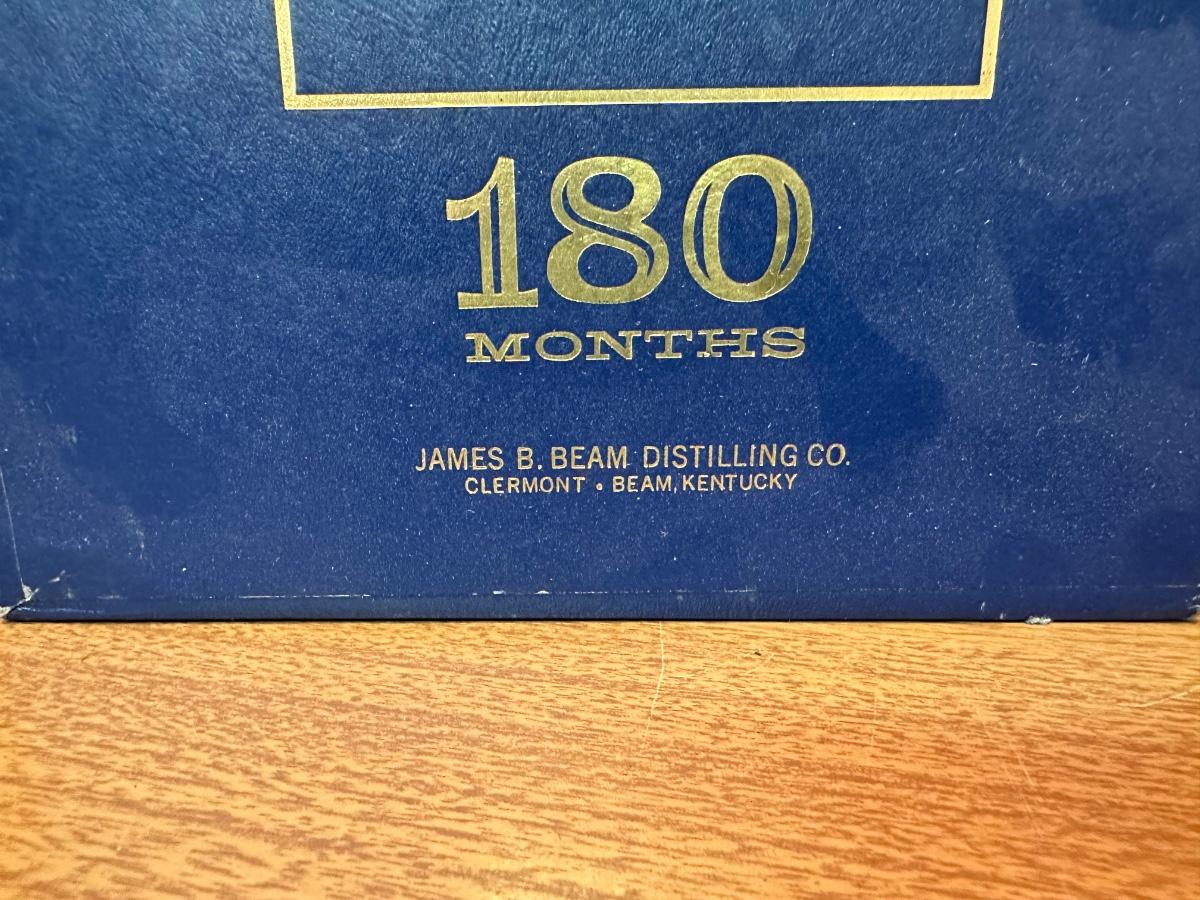 180
MONTHS
JAMES B. BEAM DISTILLING CO.
CLERMONT • BEAM, KENTUCKY